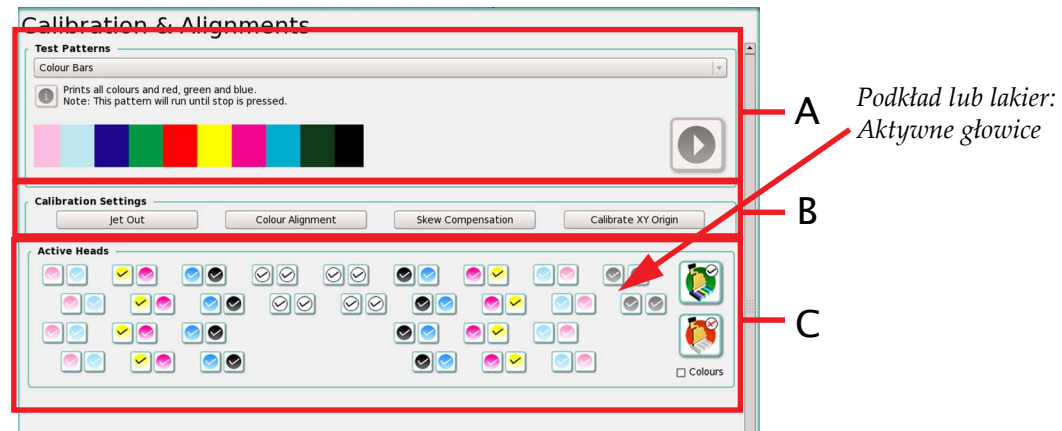 Calibration & Alignments
Test Patterns
Colour Bars
Prints all colours and red, green and blue.
Note: This pattern will run until stop is pressed.
A
Podkład lub lakier:
Aktywne głowice
Calibration Settings
Jet Out
Colour Alignment
Skew Compensation
Calibrate XY Origin
B
Active Heads
C
Colours